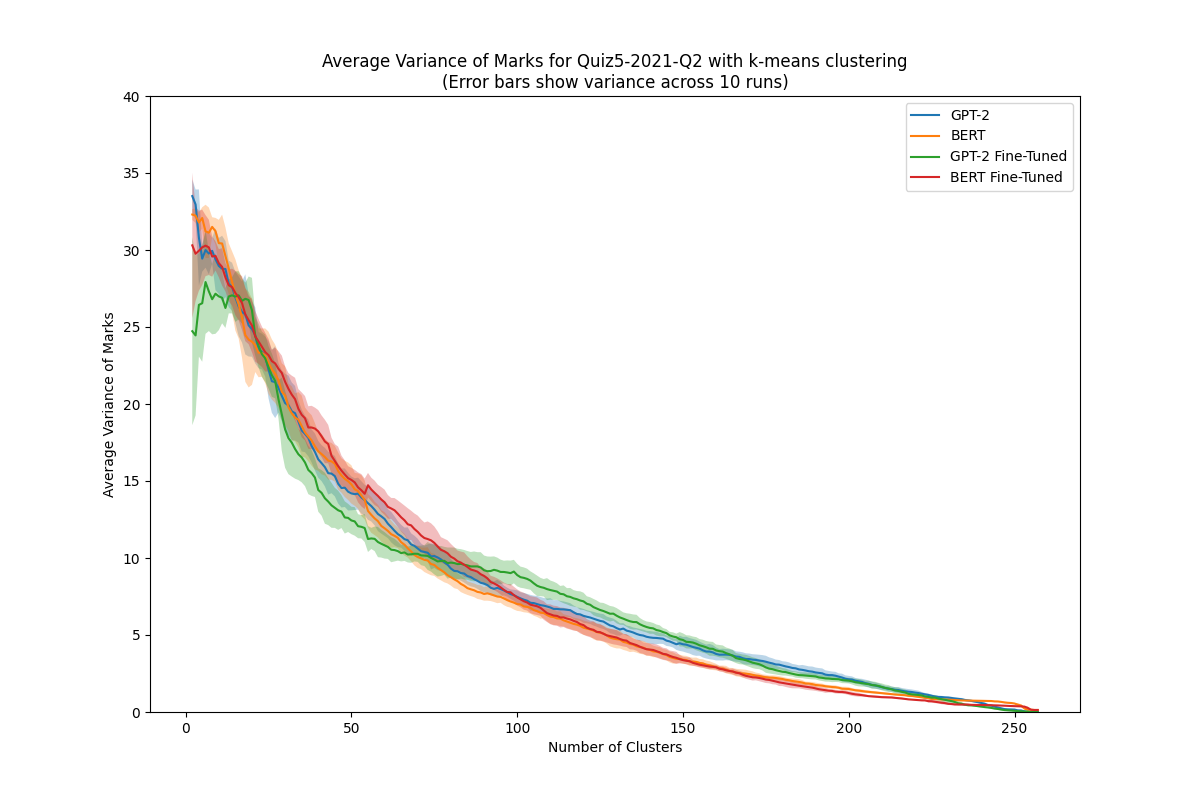 Average Variance of Marks for Quiz5-2021-Q2 with k-means clustering
(Error bars show variance across 10 runs)
40
35
30
25
20
15
10
5
0
Average Variance of Marks
GPT-2
BERT
GPT-2 Fine-Tuned
BERT Fine-Tuned
0 50 100 150 200 250
Number of Clusters